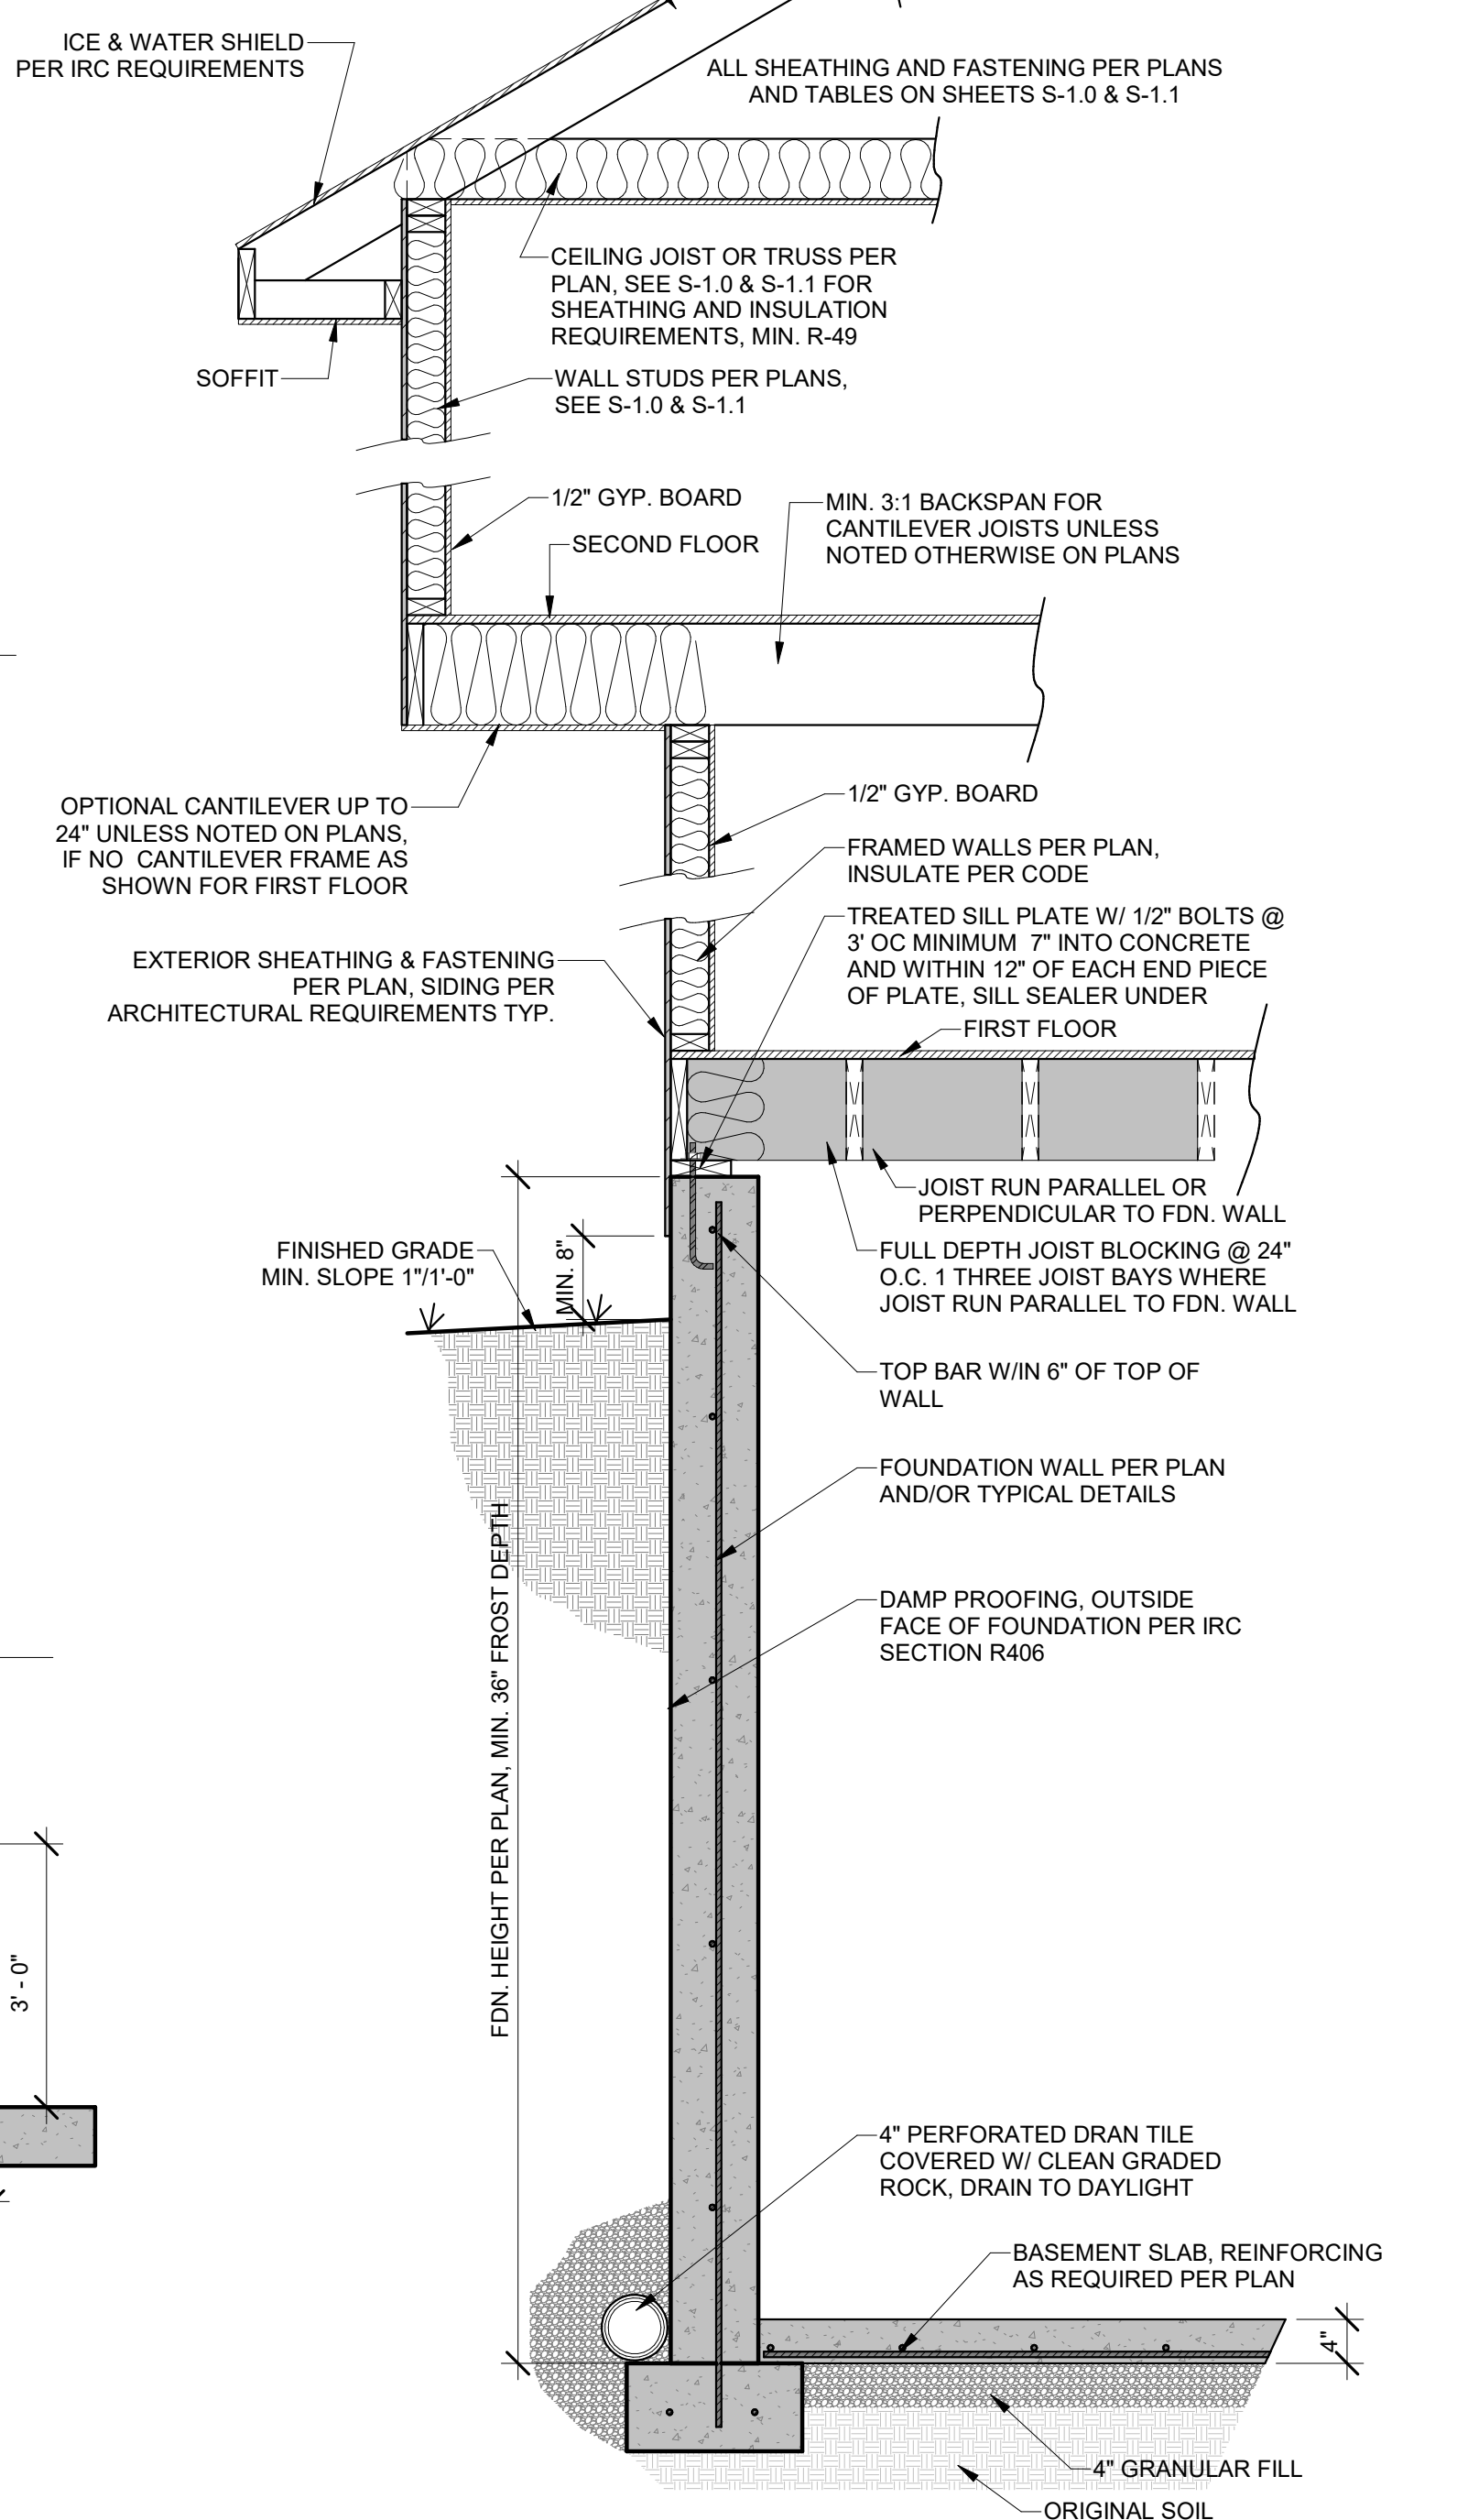 ICE & WATER SHIELD
PER IRC REQUIREMENTS
ALL SHEATHING AND FASTENING PER PLANS
AND TABLES ON SHEETS S-1.0 & S-1.1
CEILING JOIST OR TRUSS PER
PLAN, SEE S-1.0 & S-1.1 FOR
SHEATHING AND INSULATION
REQUIREMENTS, MIN. R-49
SOFFIT
WALL STUDS PER PLANS,
SEE S-1.0 & S-1.1
1/2" GYP. BOARD
SECOND FLOOR
MIN. 3:1 BACKSPAN FOR
CANTILEVER JOISTS UNLESS
NOTED OTHERWISE ON PLANS
OPTIONAL CANTILEVER UP TO
24" UNLESS NOTED ON PLANS,
IF NO CANTILEVER FRAME AS
SHOWN FOR FIRST FLOOR
1/2" GYP. BOARD
FRAMED WALLS PER PLAN,
INSULATE PER CODE
TREATED SILL PLATE W/ 1/2" BOLTS @
3' OC MINIMUM 7" INTO CONCRETE
AND WITHIN 12" OF EACH END PIECE
OF PLATE, SILL SEALER UNDER
EXTERIOR SHEATHING & FASTENING
PER PLAN, SIDING PER
ARCHITECTURAL REQUIREMENTS TYP.
FIRST FLOOR
JOIST RUN PARALLEL OR
PERPENDICULAR TO FDN. WALL
FINISHED GRADE
MIN. SLOPE 1"/1'-0"
MIN. 8"
FULL DEPTH JOIST BLOCKING @ 24"
O.C. 1 THREE JOIST BAYS WHERE
JOIST RUN PARALLEL TO FDN. WALL
TOP BAR W/IN 6" OF TOP OF
WALL
FOUNDATION WALL PER PLAN
AND/OR TYPICAL DETAILS
FDN. HEIGHT PER PLAN, MIN. 36" FROST DEPTH
DAMP PROOFING, OUTSIDE
FACE OF FOUNDATION PER IRC
SECTION R406
3' - 0"
4" PERFORATED DRAN TILE
COVERED W/ CLEAN GRADED
ROCK, DRAIN TO DAYLIGHT
BASEMENT SLAB, REINFORCING
AS REQUIRED PER PLAN
4"
4" GRANULAR FILL
ORIGINAL SOIL